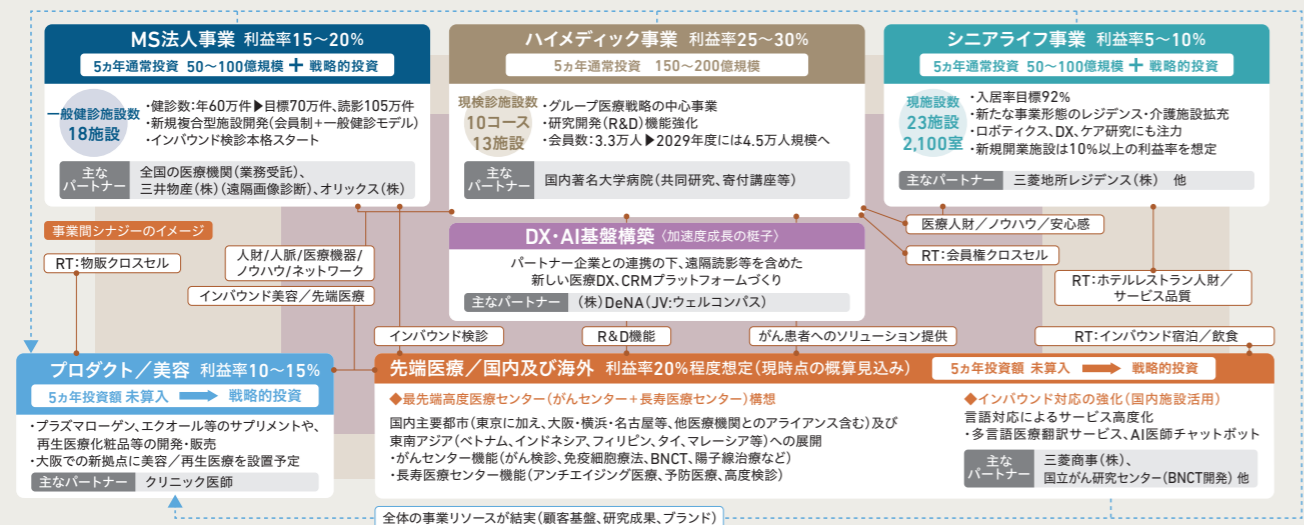 MS法人事業 利益率15〜20%
5ヵ年通常投資 50〜100億規模 + 戦略的投資
一般健診施設数
18施設
・健診数:年60万件▶目標70万件、読影105万件
・新規複合型施設開発(会員制+一般健診モデル)
・インバウンド検診本格スタート
主な
パートナー
全国の医療機関(業務受託)、
三井物産(株)(遠隔画像診断)、オリックス(株)
ハイメディック事業 利益率25〜30%
5ヵ年通常投資 150〜200億規模
現検診施設数
10コース
13施設
・グループ医療戦略の中心事業
・研究開発(R&D)機能強化
・会員数:3.3万人▶2029年度には4.5万人規模へ
主な
パートナー
国内著名大学病院(共同研究、寄付講座等)
シニアライフ事業 利益率5〜10%
5ヵ年通常投資 50〜100億規模 + 戦略的投資
現施設数
23施設
2,100室
・入居率目標92%
・新たな事業形態のレジデンス・介護施設拡充
・ロボティクス、DX、ケア研究にも注力
・新規開業施設は10%以上の利益率を想定
主なパートナー
三菱地所レジデンス(株) 他
事業間シナジーのイメージ
RT:物販クロスセル
人財/人脈/医療機器/
ノウハウ/ネットワーク
インバウンド美容/先端医療
DX・AI基盤構築〈加速度成長の梃子〉
パートナー企業との連携の下、遠隔読影等を含めた
新しい医療DX、CRMプラットフォームづくり
主なパートナー
(株)DeNA(JV:ウェルコンパス)
医療人財/ノウハウ/安心感
RT:会員権クロスセル
RT:ホテルレストラン人財/
サービス品質
インバウンド検診
R&D機能
がん患者へのソリューション提供
RT:インバウンド宿泊/飲食
プロダクト/美容 利益率10〜15%
5ヵ年投資額 未算入 ➡ 戦略的投資
・プラズマローゲン、エクオール等のサプリメントや、
再生医療化粧品等の開発・販売
・大阪での新拠点に美容/再生医療を設置予定
主なパートナー
クリニック医師
先端医療/国内及び海外 利益率20%程度想定(現時点の概算見込み)
5ヵ年投資額 未算入 ➡ 戦略的投資
◆最先端高度医療センター(がんセンター+長寿医療センター)構想
国内主要都市(東京に加え、大阪・横浜・名古屋等、他医療機関とのアライアンス含む)及び
東南アジア(ベトナム、インドネシア、フィリピン、タイ、マレーシア等)への展開
・がんセンター機能(がん検診、免疫細胞療法、BNCT、陽子線治療など)
・長寿医療センター機能(アンチエイジング医療、予防医療、高度検診)
◆インバウンド対応の強化(国内施設活用)
言語対応によるサービス高度化
・多言語医療翻訳サービス、AI医師チャットボット
主な
パートナー
三菱商事(株)、
国立がん研究センター(BNCT開発) 他
全体の事業リソースが結実(顧客基盤、研究成果、ブランド)